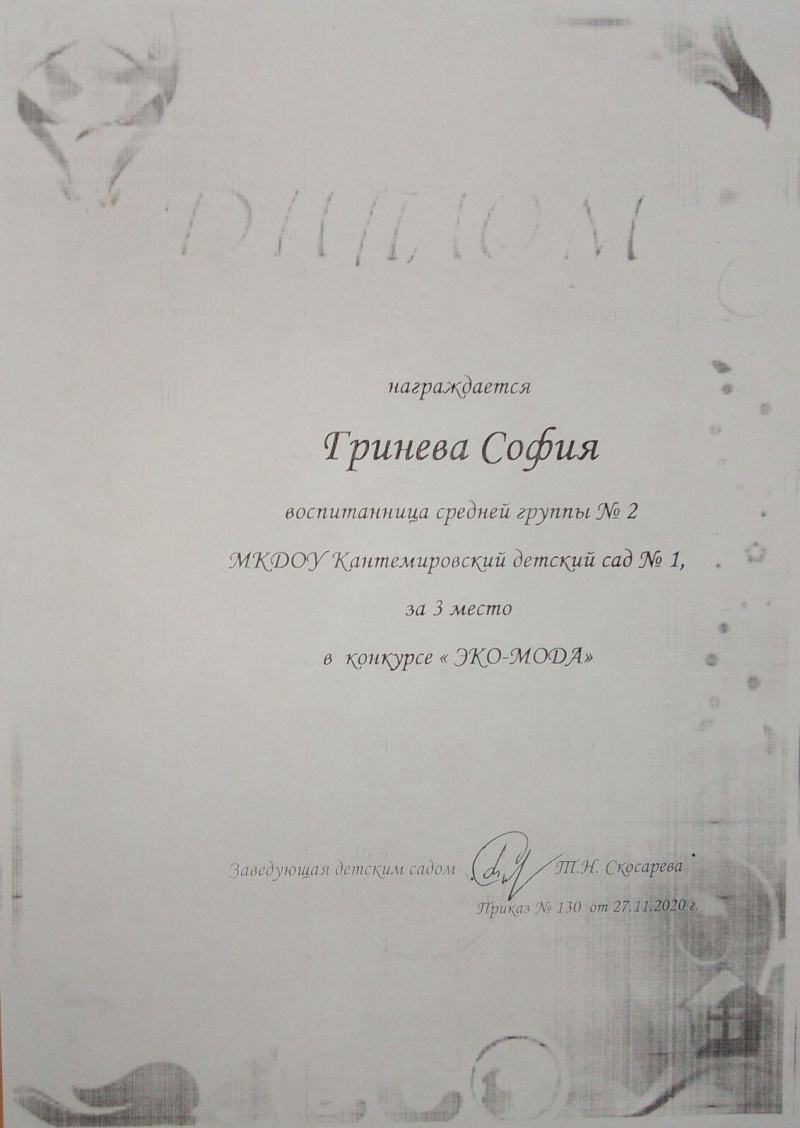 ДИПЛОМ
награждается
Гринева София
воспитанница средней группы № 2
МКДОУ Кантемировский детский сад № 1,
за 3 место
в конкурсе « ЭКО-МОДА»
Заведующая детским садом Т.Н. Скосарева
Приказ № 130 от 27.11.2020 г.